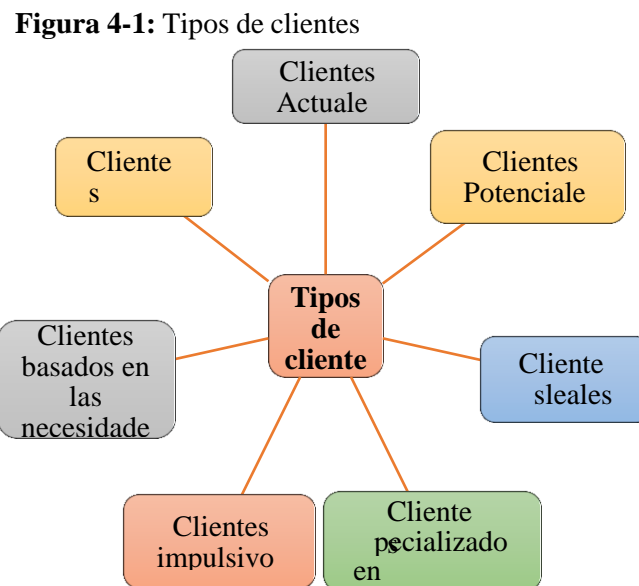 Figura 4-1: Tipos de clientes
Clientes
Actuale
Cliente
s
Clientes
Potenciale
Tipos
de
cliente
Clientes
basados en
las
necesidade
Cliente
sleales
Clientes
impulsivo
Cliente
s
pecializado
en